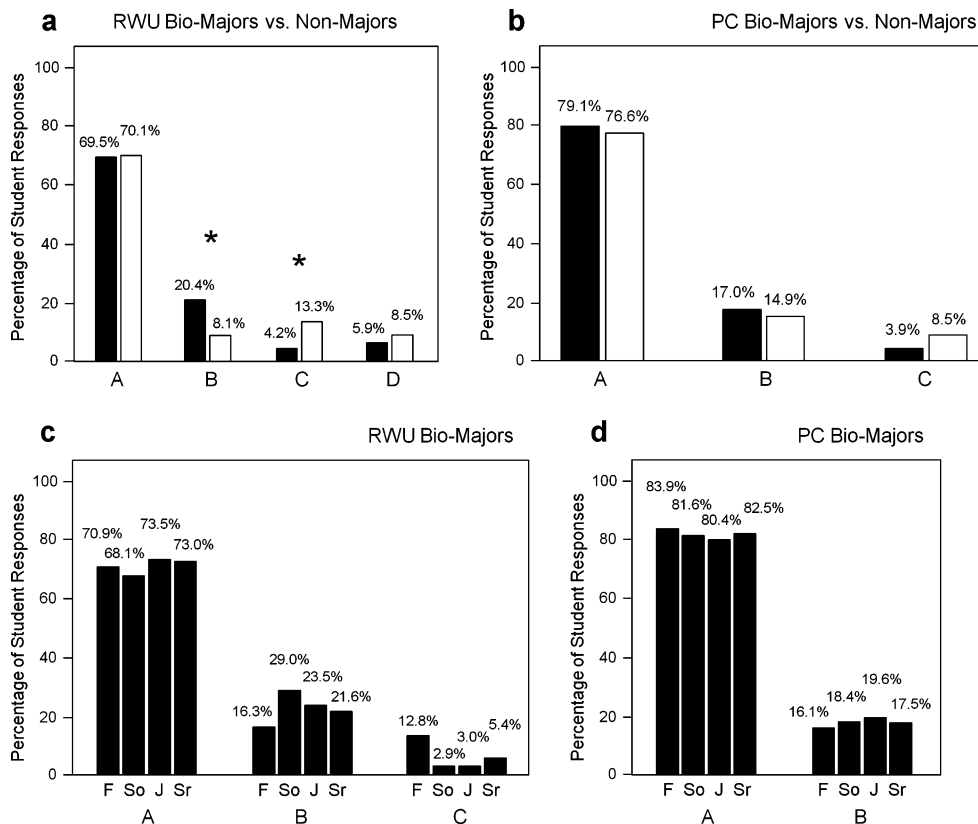 a RWU Bio-Majors vs. Non-Majors
Percentage of Student Responses
100
80
60
40
20
0
69.5% 70.1%
*
20.4% 8.1%
*
4.2% 13.3%
5.9% 8.5%
A B C D
b PC Bio-Majors vs. Non-Majors
Percentage of Student Responses
100
80
60
40
20
0
79.1% 76.6%
17.0% 14.9%
3.9% 8.5%
A B C
c RWU Bio-Majors
Percentage of Student Responses
100
80
60
40
20
0
70.9% 68.1% 73.5% 73.0%
16.3% 29.0% 23.5% 21.6%
12.8% 2.9% 3.0% 5.4%
F So J Sr F So J Sr F So J Sr
A B C
d PC Bio-Majors
Percentage of Student Responses
100
80
60
40
20
0
83.9% 81.6% 80.4% 82.5%
16.1% 18.4% 19.6% 17.5%
F So J Sr F So J Sr
A B